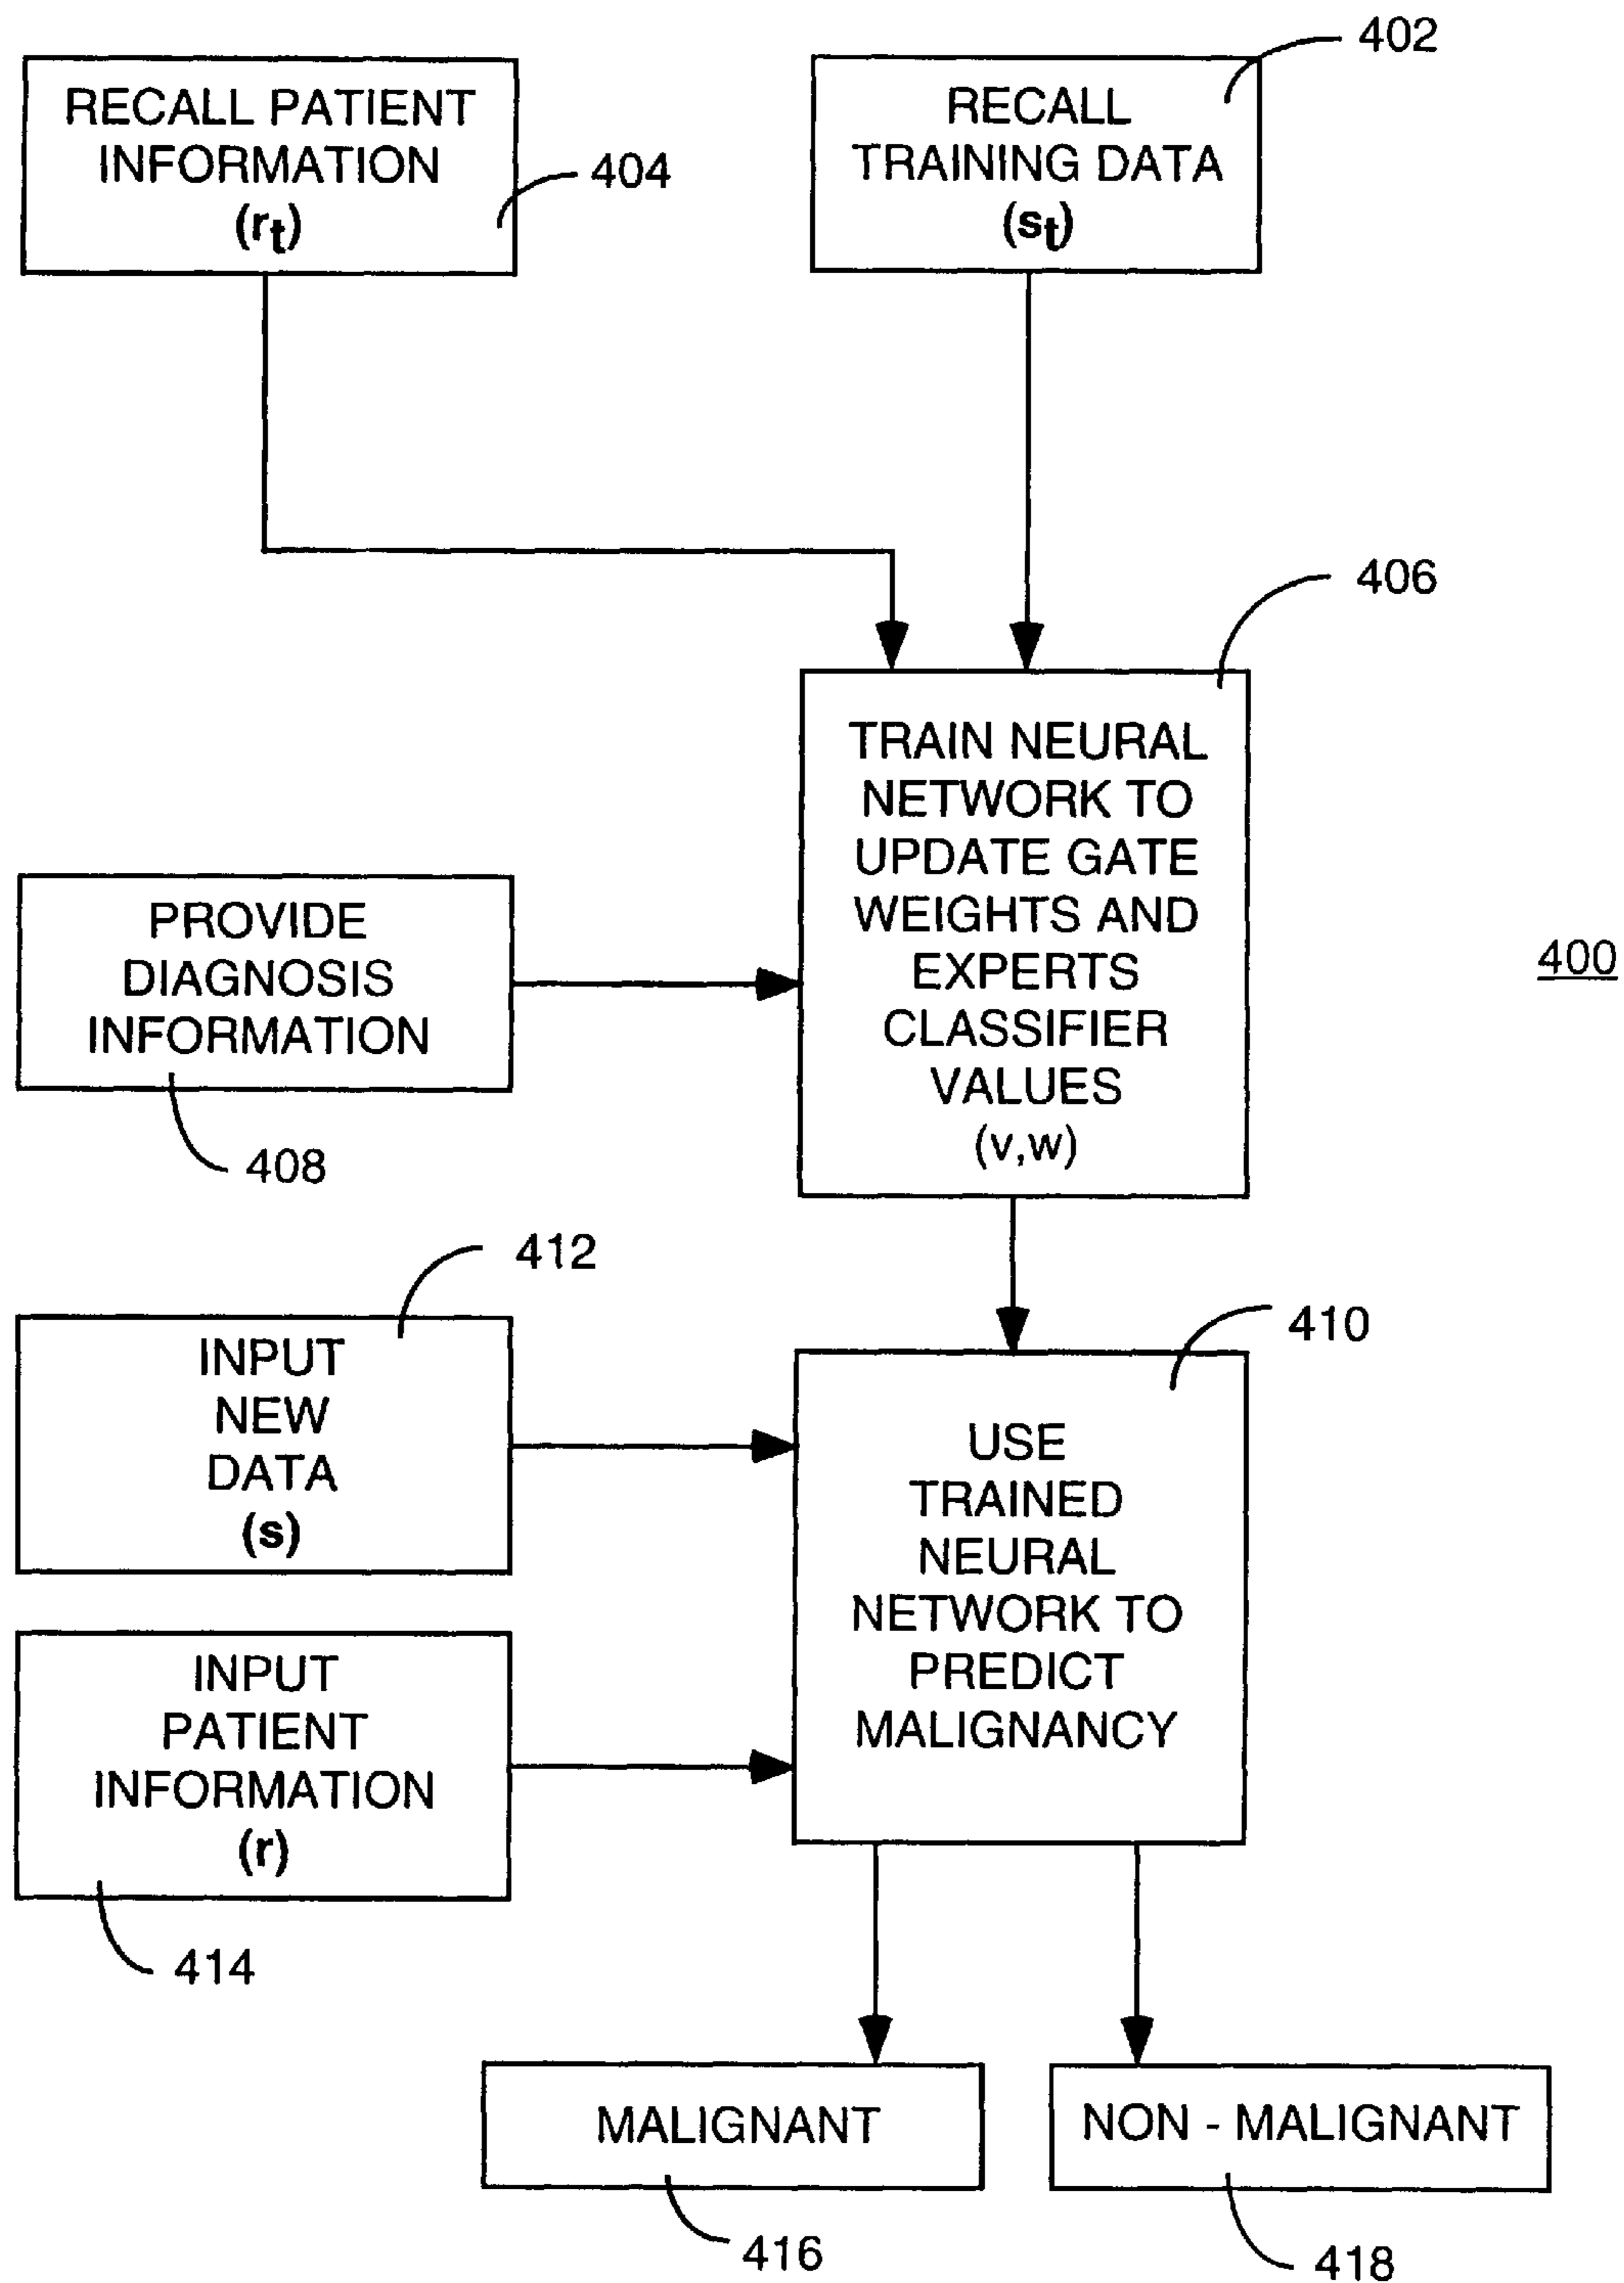 402
RECALL PATIENT
INFORMATION
(rt)
404
RECALL
TRAINING DATA
(st)
406
TRAIN NEURAL
NETWORK TO
UPDATE GATE
WEIGHTS AND
EXPERTS
CLASSIFIER
VALUES
(v,w)
400
PROVIDE
DIAGNOSIS
INFORMATION
408
412
INPUT
NEW
DATA
(s)
410
USE
TRAINED
NEURAL
NETWORK TO
PREDICT
MALIGNANCY
INPUT
PATIENT
INFORMATION
(r)
414
MALIGNANT
NON - MALIGNANT
416
418